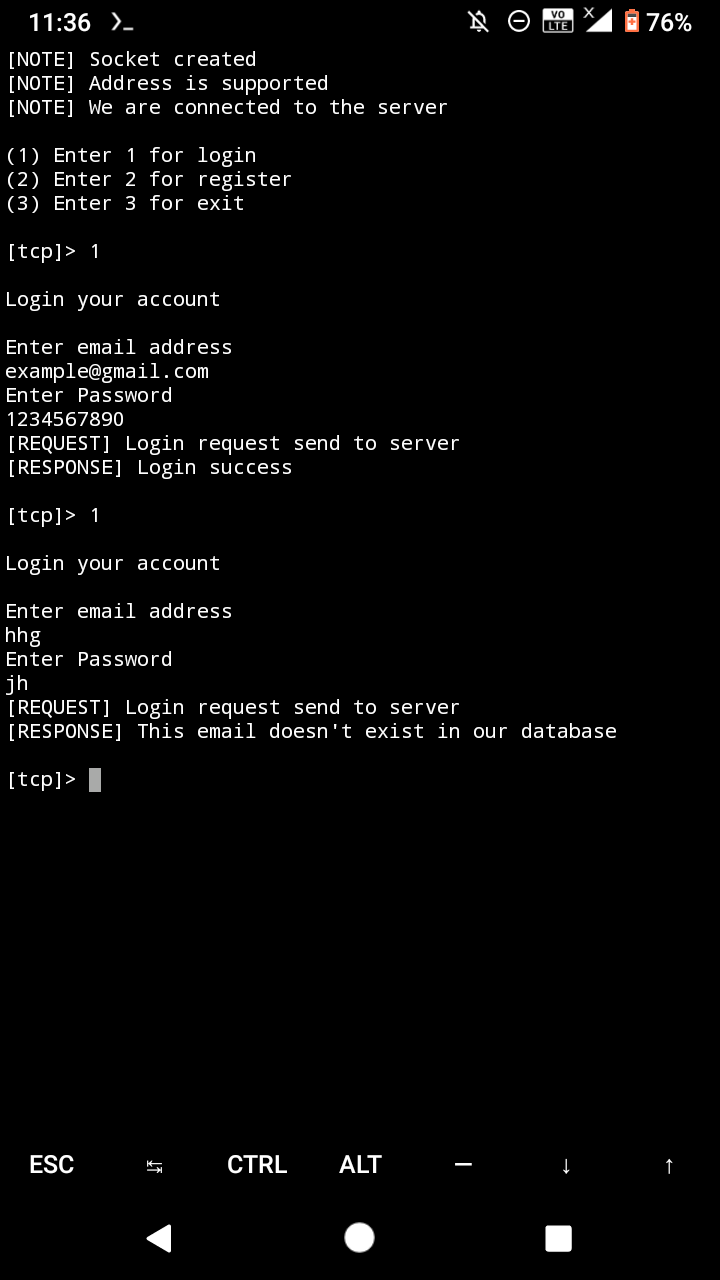 11:36 >_ VO LTE X 76%
[NOTE] Socket created
[NOTE] Address is supported
[NOTE] We are connected to the server
(1) Enter 1 for login
(2) Enter 2 for register
(3) Enter 3 for exit
[tcp]> 1
Login your account
Enter email address
example@gmail.com
Enter Password
1234567890
[REQUEST] Login request send to server
[RESPONSE] Login success
[tcp]> 1
Login your account
Enter email address
hhg
Enter Password
jh
[REQUEST] Login request send to server
[RESPONSE] This email doesn't exist in our database
[tcp]>
ESC ↹ CTRL ALT — ↓ ↑